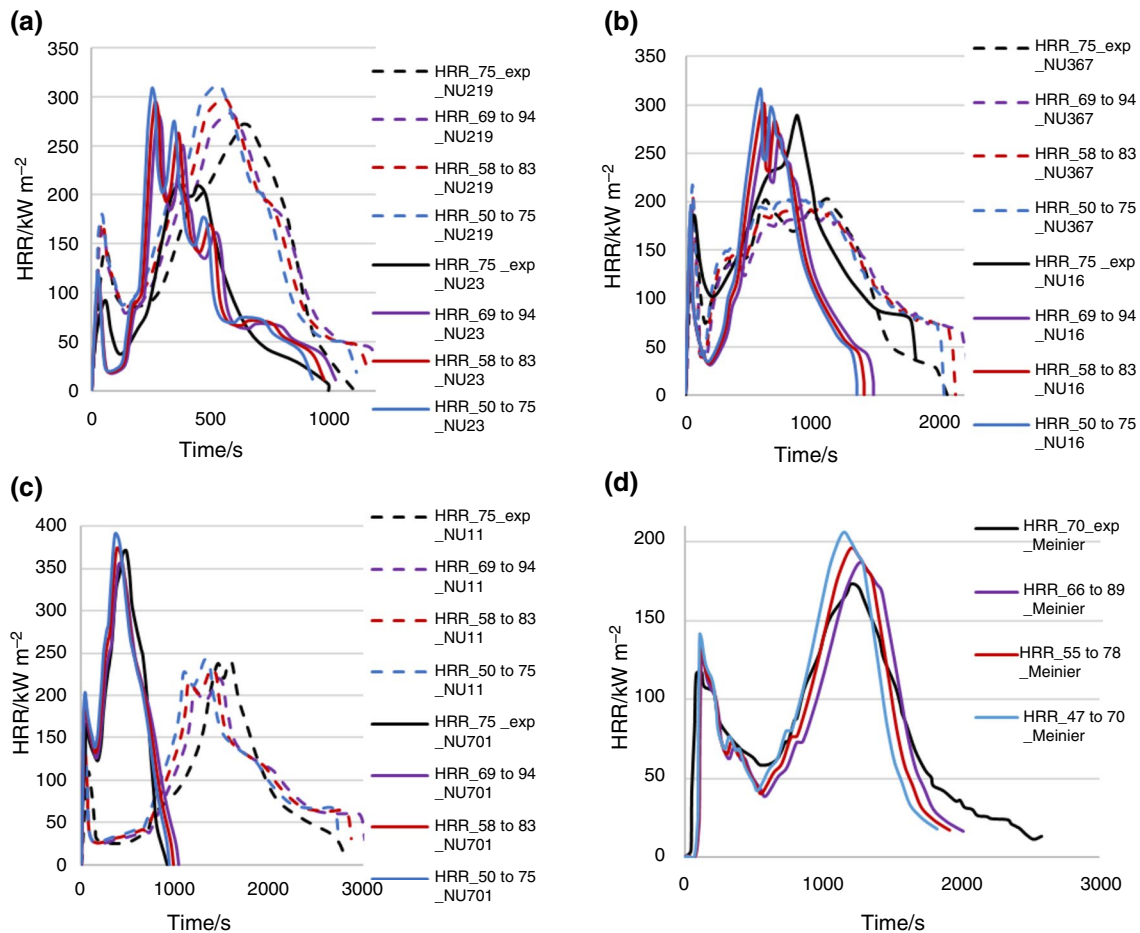 (a)
350
300
250
200
150
100
50
0
HRR/kW m−2
0
500
1000
Time/s
HRR_75_exp
_NU219
HRR_69 to 94
_NU219
HRR_58 to 83
_NU219
HRR_50 to 75
_NU219
HRR_75 _exp
_NU23
HRR_69 to 94
_NU23
HRR_58 to 83
_NU23
HRR_50 to 75
_NU23
(b)
350
300
250
200
150
100
50
0
HRR/kW m−2
0
1000
2000
Time/s
HRR_75_exp
_NU367
HRR_69 to 94
_NU367
HRR_58 to 83
_NU367
HRR_50 to 75
_NU367
HRR_75 _exp
_NU16
HRR_69 to 94
_NU16
HRR_58 to 83
_NU16
HRR_50 to 75
_NU16
(c)
400
350
300
250
200
150
100
50
0
HRR/kW m−2
0
1000
2000
3000
Time/s
HRR_75_exp
_NU11
HRR_69 to 94
_NU11
HRR_58 to 83
_NU11
HRR_50 to 75
_NU11
HRR_75 _exp
_NU701
HRR_69 to 94
_NU701
HRR_58 to 83
_NU701
HRR_50 to 75
_NU701
(d)
200
150
100
50
0
HRR/kW m−2
0
1000
2000
3000
Time/s
HRR_70_exp
_Meinier
HRR_66 to 89
_Meinier
HRR_55 to 78
_Meinier
HRR_47 to 70
_Meinier